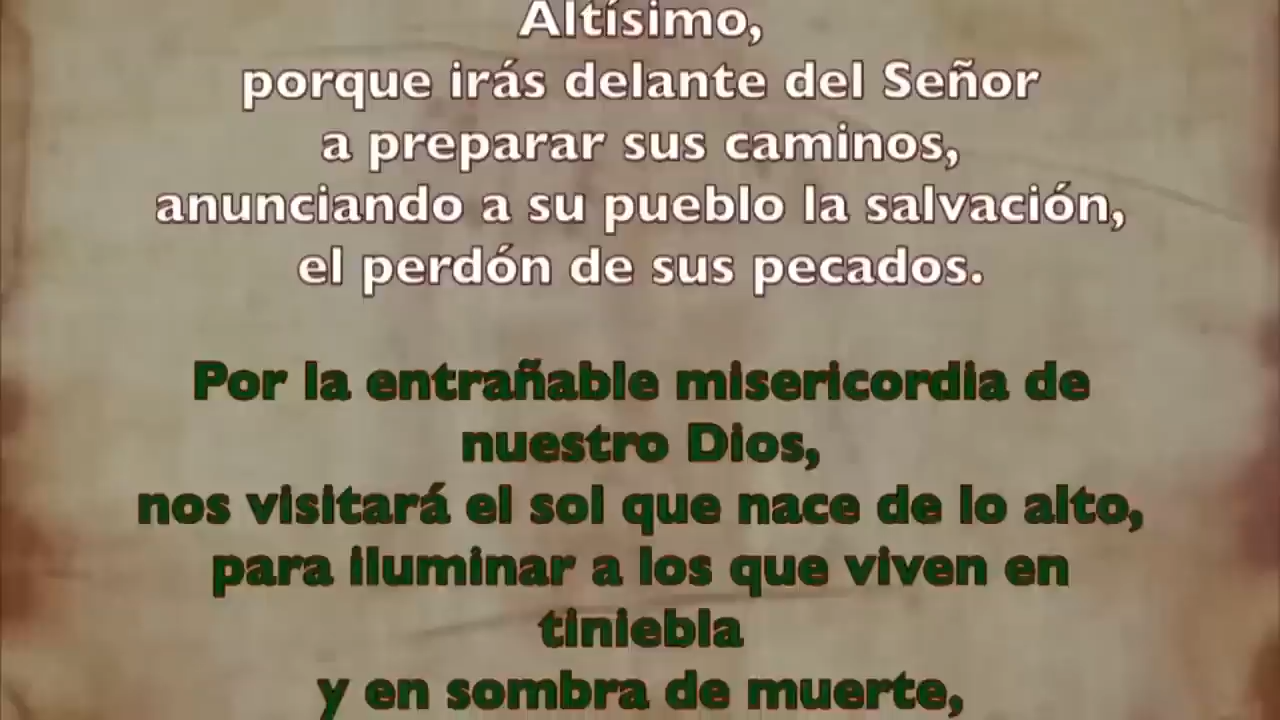 Altísimo,
porque irás delante del Señor
a preparar sus caminos,
anunciando a su pueblo la salvación,
el perdón de sus pecados.
Por la entrañable misericordia de
nuestro Dios,
nos visitará el sol que nace de lo alto,
para iluminar a los que viven en
tiniebla
y en sombra de muerte,